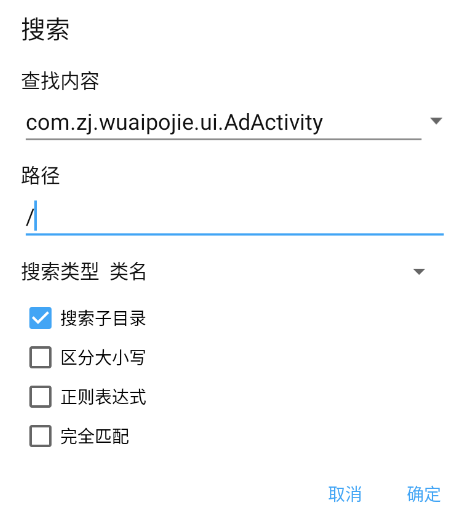 搜索
查找内容
com.zj.wuaipojie.ui.AdActivity
路径
/
搜索类型 类名
搜索子目录
区分大小写
正则表达式
完全匹配
取消 确定